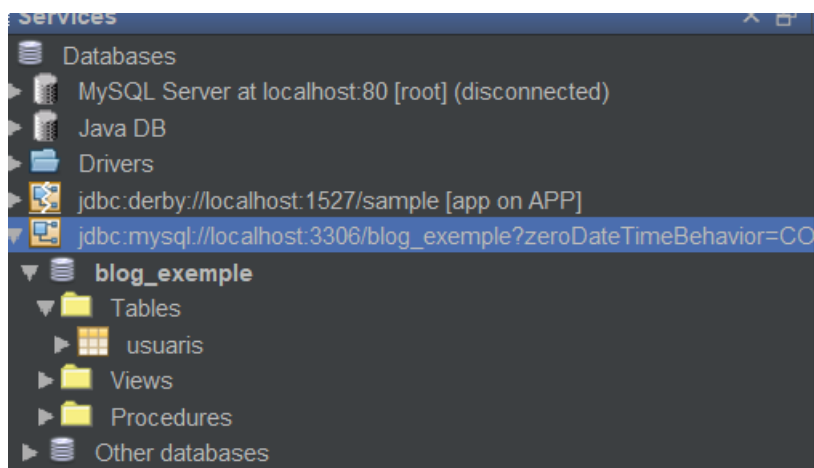 Services
Databases
MySQL Server at localhost:80 [root] (disconnected)
Java DB
Drivers
jdbc:derby://localhost:1527/sample [app on APP]
jdbc:mysql://localhost:3306/blog_exemple?zeroDateTimeBehavior=CO
blog_exemple
Tables
usuaris
Views
Procedures
Other databases